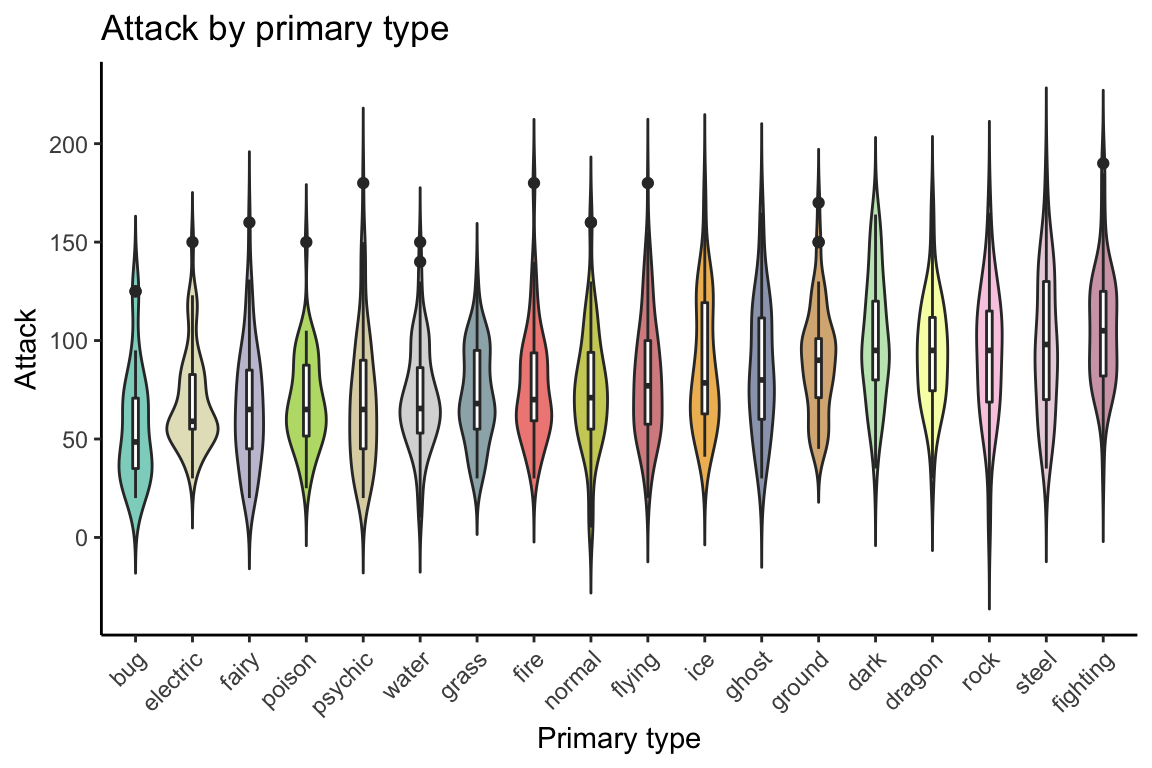 Attack by primary type
Attack
200
150
100
50
0
bug
electric
fairy
poison
psychic
water
grass
fire
normal
flying
ice
ghost
ground
dark
dragon
rock
steel
fighting
Primary type